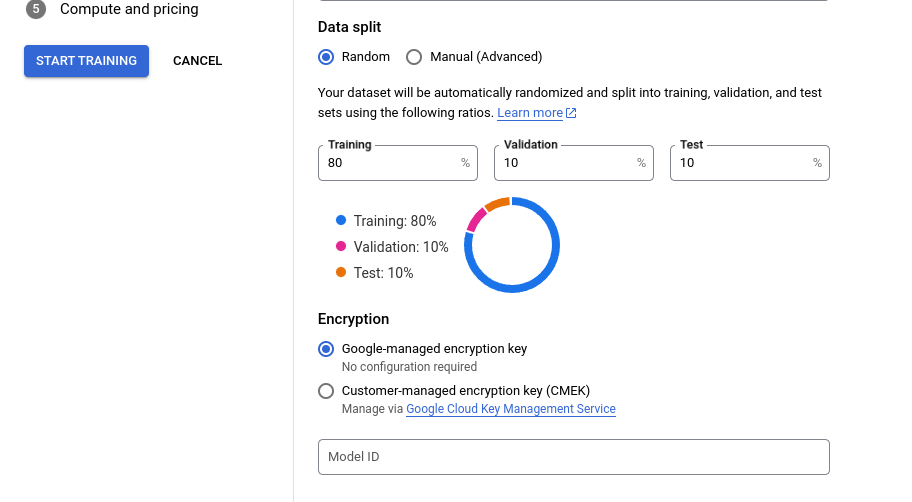 5 Compute and pricing
START TRAINING CANCEL
Data split
Random Manual (Advanced)
Your dataset will be automatically randomized and split into training, validation, and test
sets using the following ratios. Learn more
Training Validation Test
80 % 10 % 10 %
Training: 80%
Validation: 10%
Test: 10%
Encryption
Google-managed encryption key
No configuration required
Customer-managed encryption key (CMEK)
Manage via Google Cloud Key Management Service
Model ID